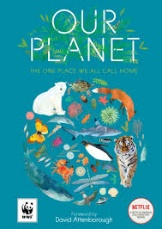 OUR
PLANET
THE ONE PLACE WE ALL CALL HOME
WWF
Foreword by
David Attenborough
NETFLIX